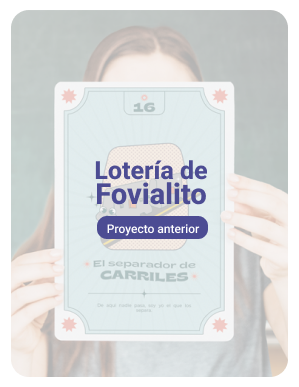 16
Lotería de
Fovialito
Proyecto anterior
El separador de
CARRILES